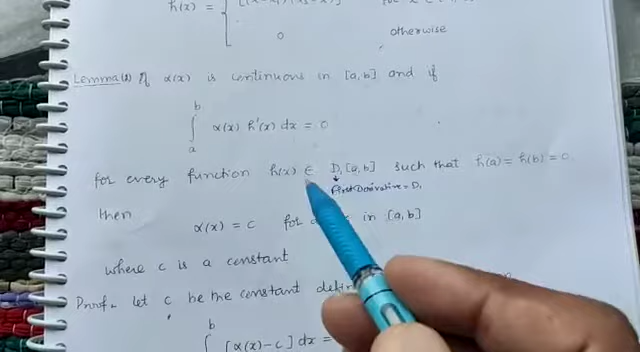 h(x) =
0 otherwise
Lemma(1) If α(x) is continuous in [a,b] and if
∫ₐᵇ α(x) h'(x) dx = 0
for every function h(x) ∈ D₁[a,b] such that h(a) = h(b) = 0
First Derivative = D₁
then
α(x) = c for in [a,b]
where c is a constant
Proof - let c be the constant
∫ᵇ [α(x) - c] dx =